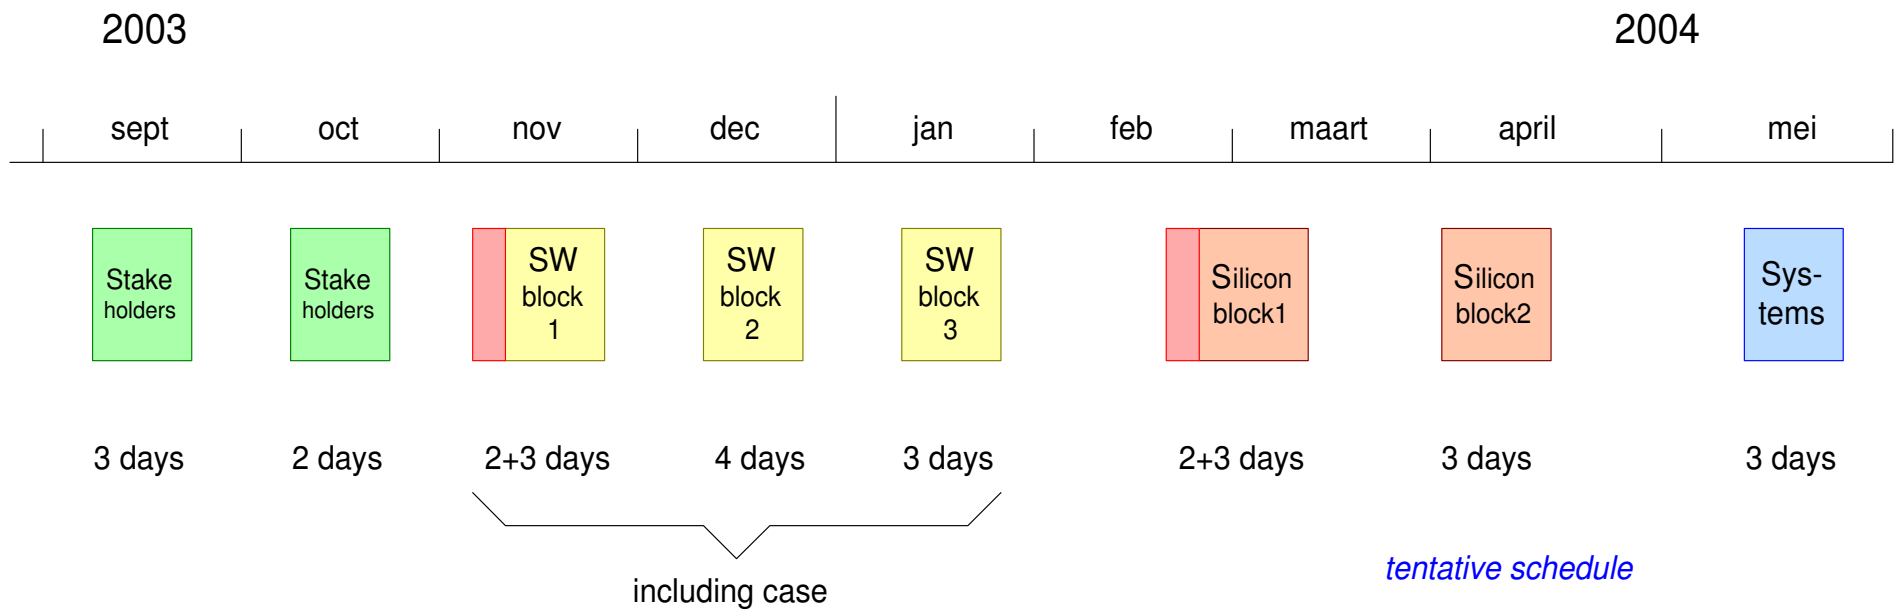 2003
2004
sept oct nov dec jan feb maart april mei
Stake
holders
Stake
holders
SW
block
1
SW
block
2
SW
block
3
Silicon
block1
Silicon
block2
Sys-
tems
3 days 2 days 2+3 days 4 days 3 days 2+3 days 3 days 3 days
including case
tentative schedule